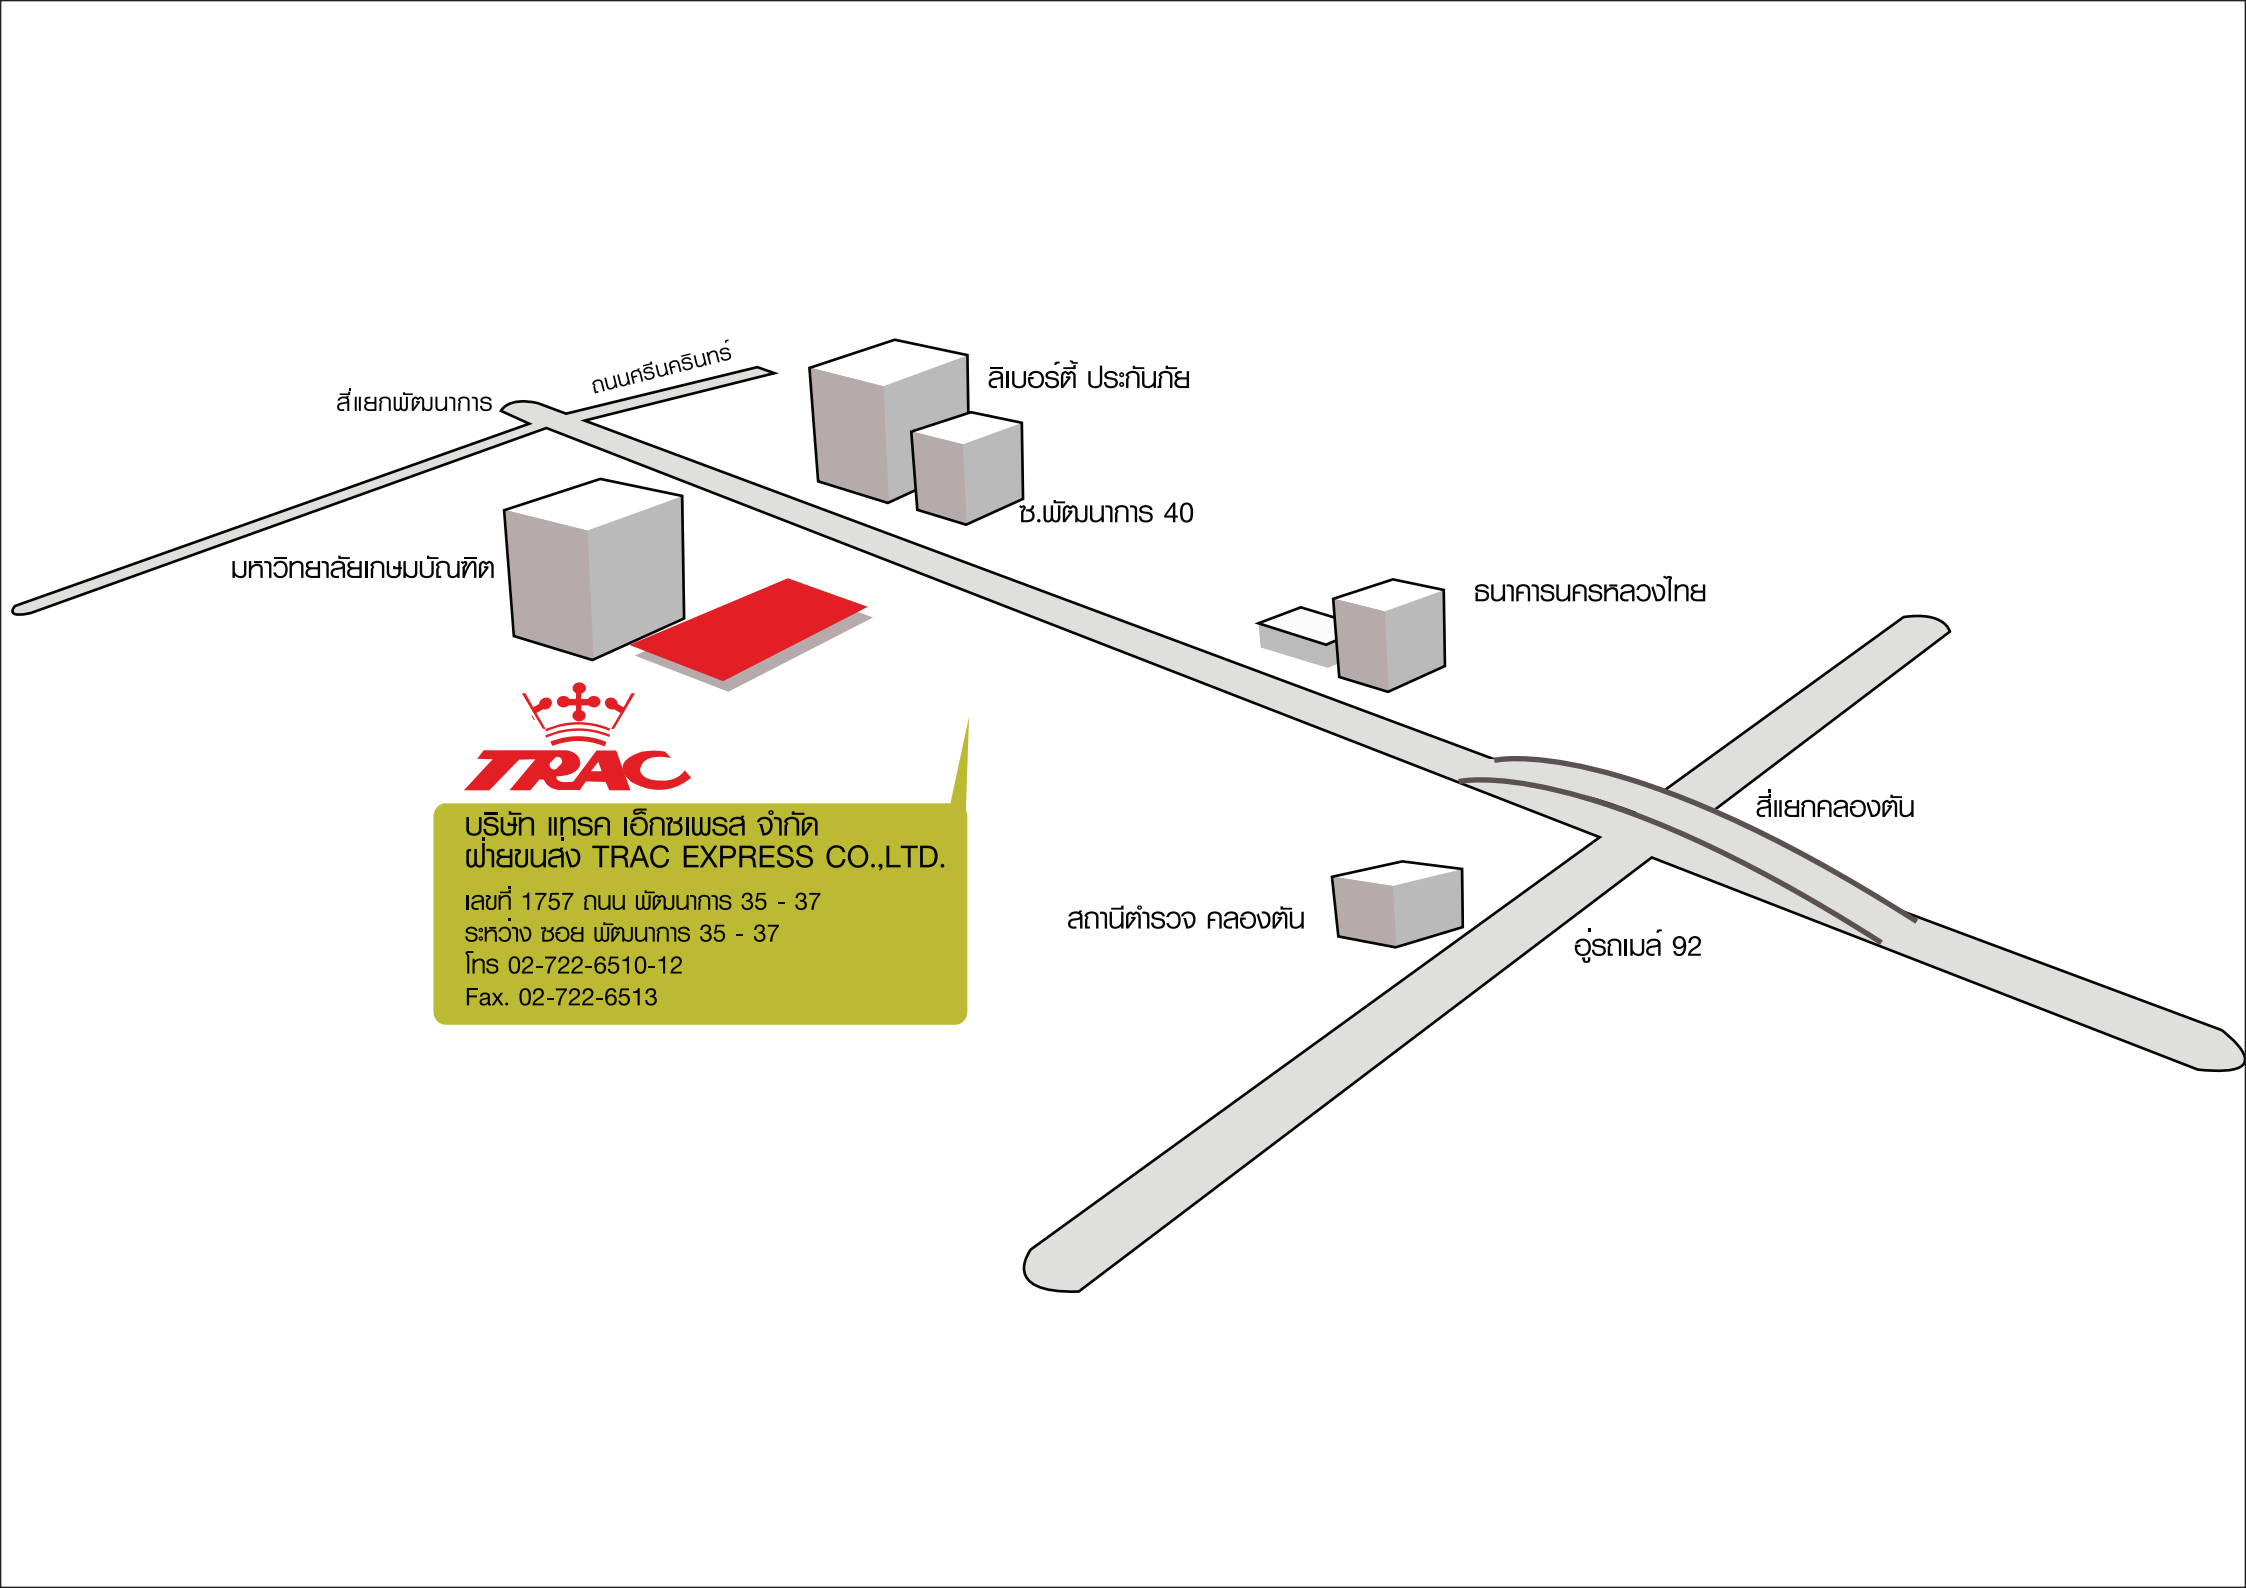 ถนนศรีนครินทร์
ลิเบอร์ตี้ ประกันภัย
สี่แยกพัฒนาการ
ซ.พัฒนาการ 40
มหาวิทยาลัยเกษมบัณฑิต
ธนาคารนครหลวงไทย
TRAC
สี่แยกคลองตัน
บริษัท แทรค เอ็กซเพรส จำกัด
ฝ่ายขนส่ง TRAC EXPRESS CO.,LTD.
เลขที่ 1757 ถนน พัฒนาการ 35 - 37
ระหว่าง ซอย พัฒนาการ 35 - 37
โทร 02-722-6510-12
Fax. 02-722-6513
สถานีตำรวจ คลองตัน
อู่รถเมล์ 92